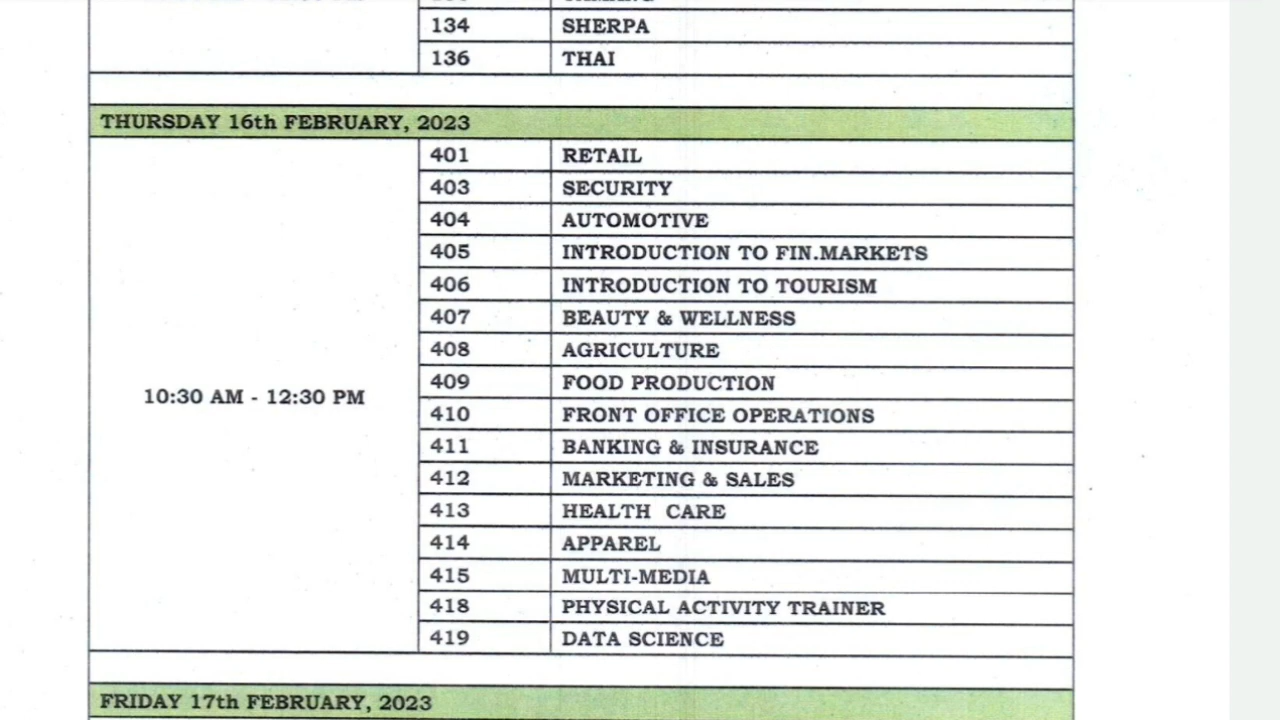 134 SHERPA
136 THAI
THURSDAY 16th FEBRUARY, 2023
401 RETAIL
403 SECURITY
404 AUTOMOTIVE
405 INTRODUCTION TO FIN.MARKETS
406 INTRODUCTION TO TOURISM
407 BEAUTY & WELLNESS
408 AGRICULTURE
409 FOOD PRODUCTION
10:30 AM - 12:30 PM
410 FRONT OFFICE OPERATIONS
411 BANKING & INSURANCE
412 MARKETING & SALES
413 HEALTH CARE
414 APPAREL
415 MULTI-MEDIA
418 PHYSICAL ACTIVITY TRAINER
419 DATA SCIENCE
FRIDAY 17th FEBRUARY, 2023